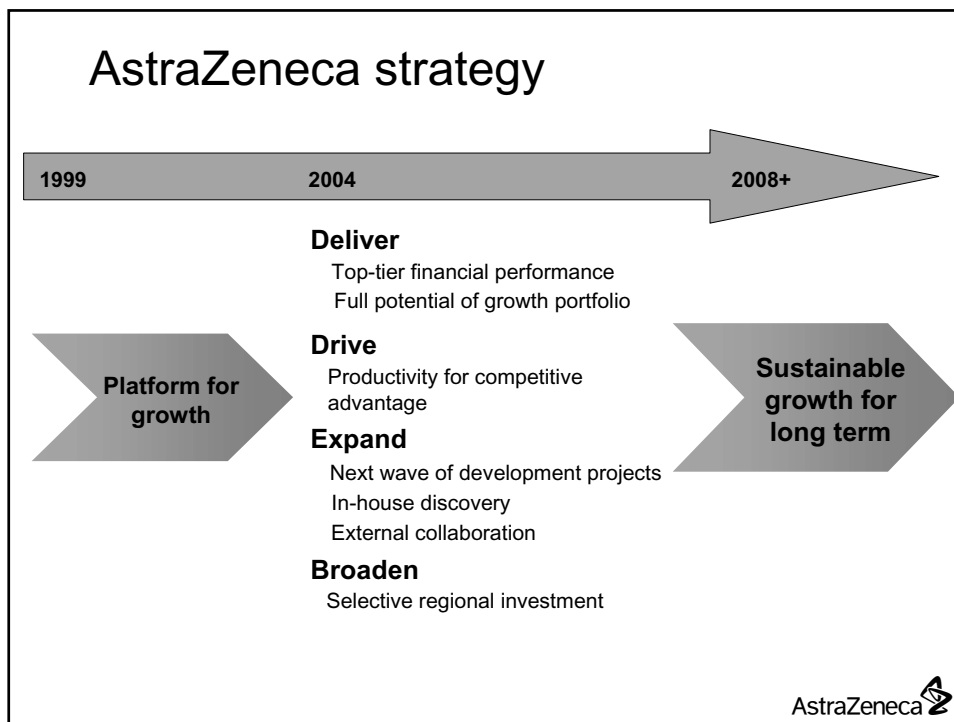 AstraZeneca strategy
1999
2004
2008+
Deliver
Top-tier financial performance
Full potential of growth portfolio
Platform for
growth
Drive
Productivity for competitive
advantage
Expand
Next wave of development projects
In-house discovery
External collaboration
Broaden
Selective regional investment
Sustainable
growth for
long term
AstraZeneca